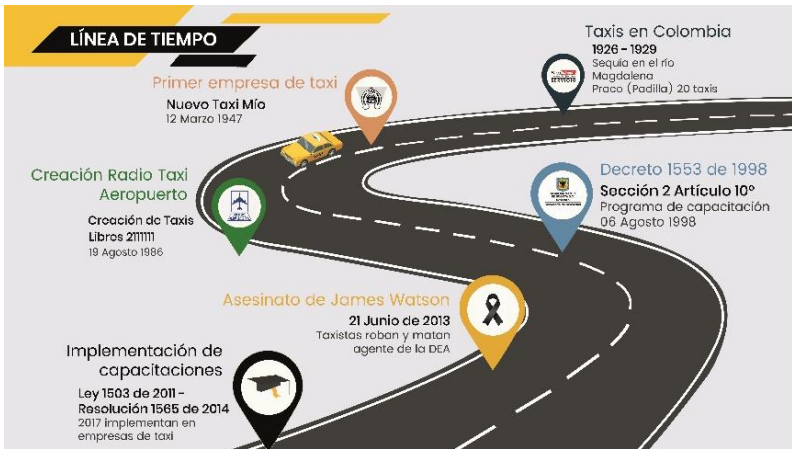 LÍNEA DE TIEMPO
Taxis en Colombia
1926 - 1929
Sequía en el río
Magdalena
Praco (Padilla) 20 taxis
Primer empresa de taxi
Nuevo Taxi Mío
12 Marzo 1947
Creación Radio Taxi
Aeropuerto
Creación de Taxis
Libros 2111111
19 Agosto 1986
Decreto 1553 de 1998
Sección 2 Artículo 10º
Programa de capacitación
06 Agosto 1998
Asesinato de James Watson
21 Junio de 2013
Taxistas roban y matan
agente de la DEA
Implementación de
capacitaciones
Ley 1503 de 2011 -
Resolución 1565 de 2014
2017 implementan en
empresas de taxi